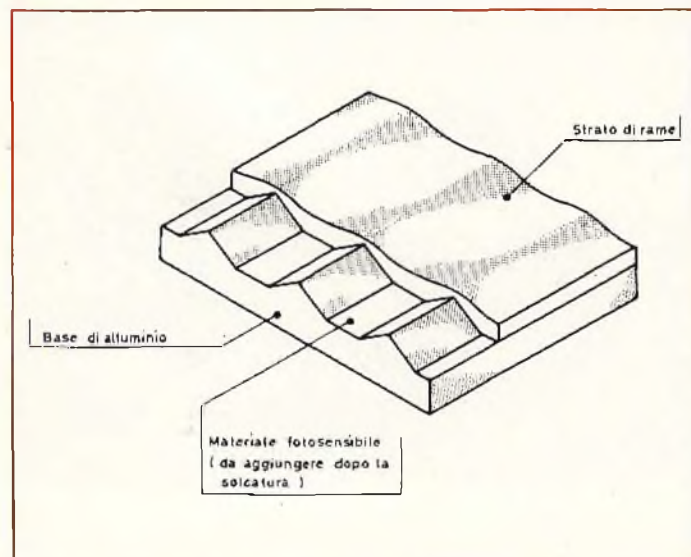 Strato di rame
Base di alluminio
Materiale fotosensibile
( da aggiungere dopo la
solcatura )